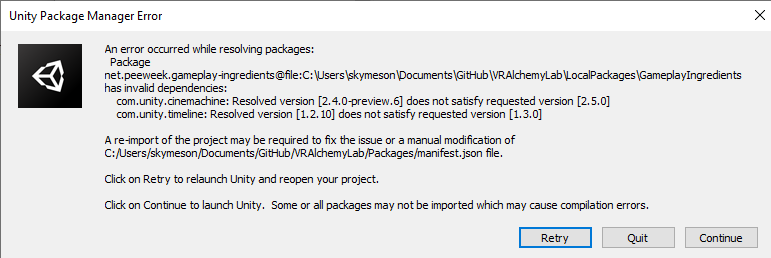 Unity Package Manager Error
An error occurred while resolving packages:
Package
net.peeweek.gameplay-ingredients@file:C:\Users\skymeson\Documents\GitHub\VRAlchemyLab\LocalPackages\GameplayIngredients
has invalid dependencies:
com.unity.cinemachine: Resolved version [2.4.0-preview.6] does not satisfy requested version [2.5.0]
com.unity.timeline: Resolved version [1.2.10] does not satisfy requested version [1.3.0]
A re-import of the project may be required to fix the issue or a manual modification of
C:/Users/skymeson/Documents/GitHub/VRAlchemyLab/Packages/manifest.json file.
Click on Retry to relaunch Unity and reopen your project.
Click on Continue to launch Unity.  Some or all packages may not be imported which may cause compilation errors.
Retry Quit Continue